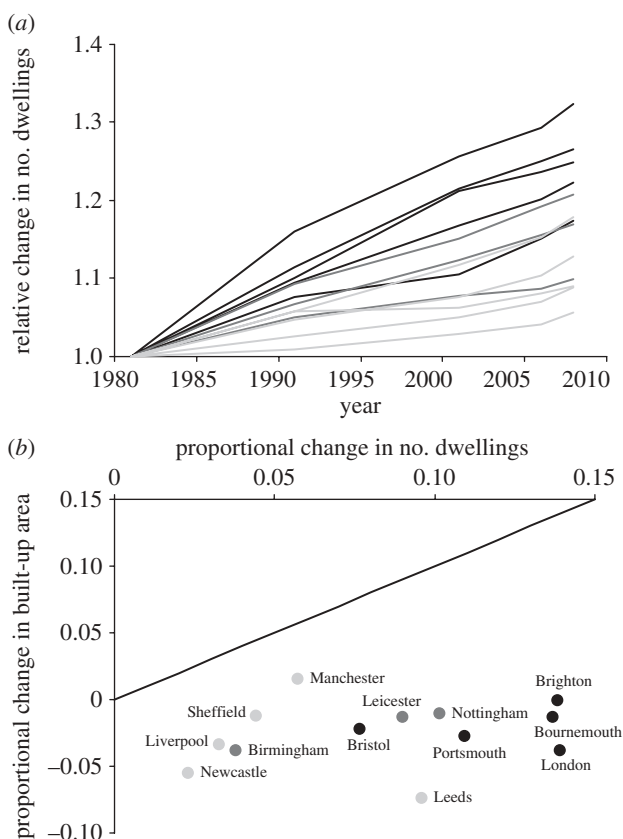 (a)
relative change in no. dwellings
1.4
1.3
1.2
1.1
1.0
1980 1985 1990 1995 2000 2005 2010
year
(b)
proportional change in no. dwellings
0 0.05 0.10 0.15
proportional change in built-up area
0.15
0.10
0.05
0
–0.05
–0.10
Manchester
Brighton
Sheffield
Leicester
Nottingham
Bournemouth
Liverpool
Birmingham
Bristol
Portsmouth
London
Newcastle
Leeds